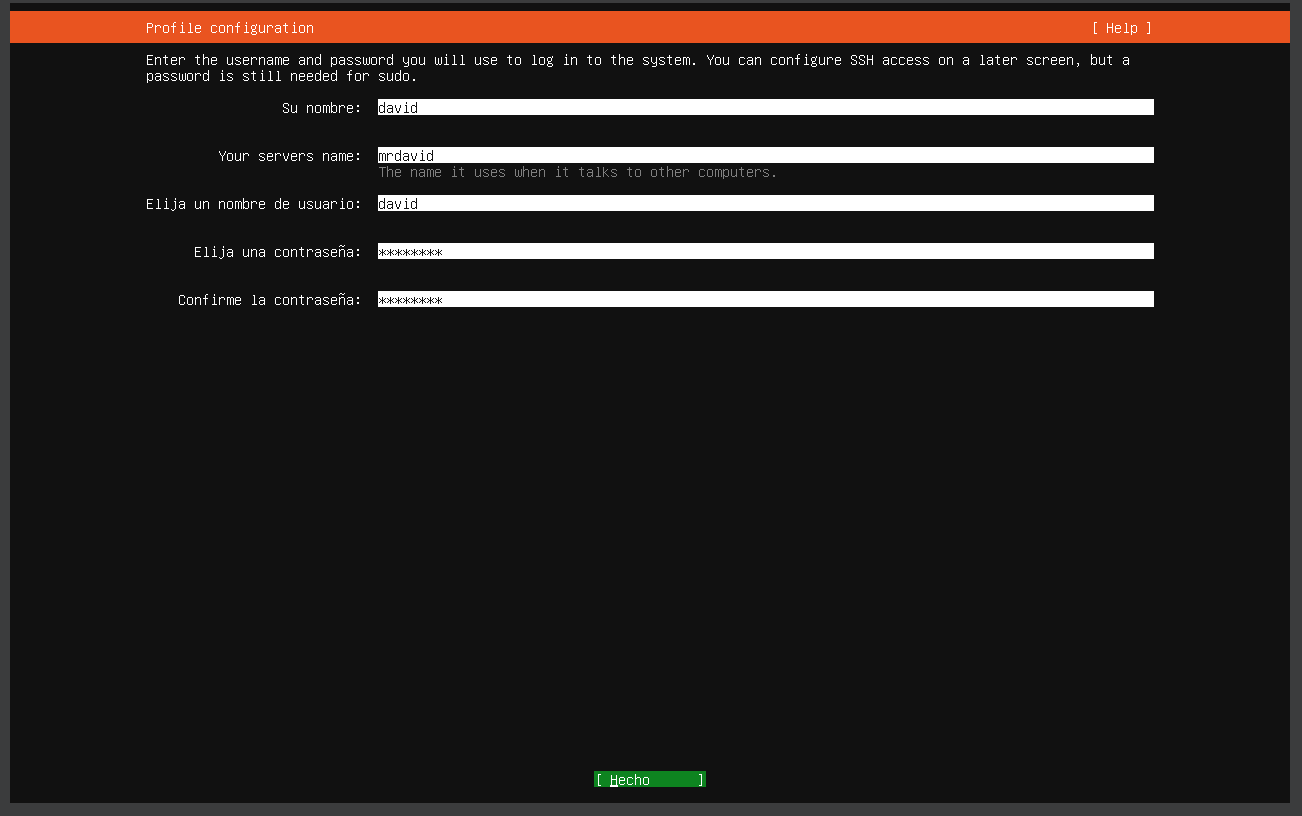 Profile configuration [ Help ]
Enter the username and password you will use to log in to the system. You can configure SSH access on a later screen, but a
password is still needed for sudo.
Su nombre: david
Your servers name: mrdavid
The name it uses when it talks to other computers.
Elija un nombre de usuario: david
Elija una contraseña: ********
Confirme la contraseña: ********
[ Hecho ]